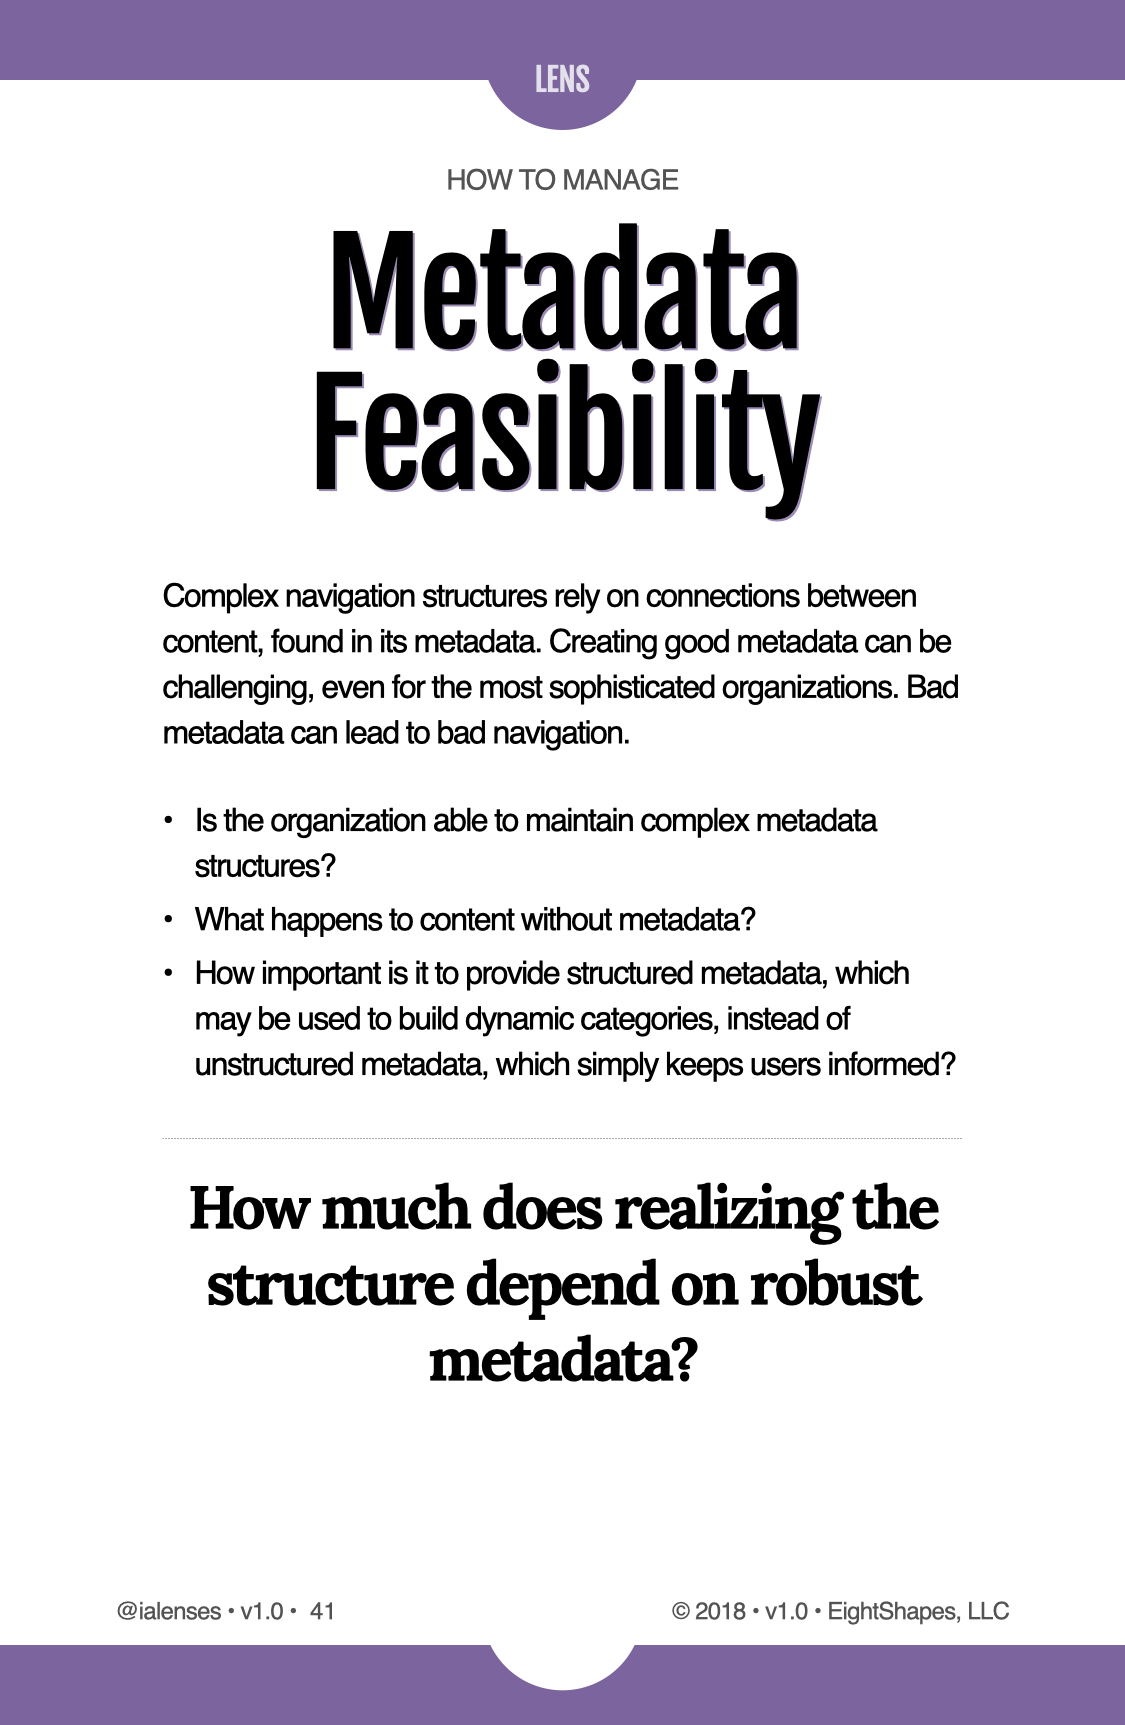 LENS
HOW TO MANAGE
Metadata
Feasibility
Complex navigation structures rely on connections between
content, found in its metadata. Creating good metadata can be
challenging, even for the most sophisticated organizations. Bad
metadata can lead to bad navigation.
• Is the organization able to maintain complex metadata
structures?
• What happens to content without metadata?
• How important is it to provide structured metadata, which
may be used to build dynamic categories, instead of
unstructured metadata, which simply keeps users informed?
How much does realizing the
structure depend on robust
metadata?
@ialenses • v1.0 • 41
© 2018 • v1.0 • EightShapes, LLC